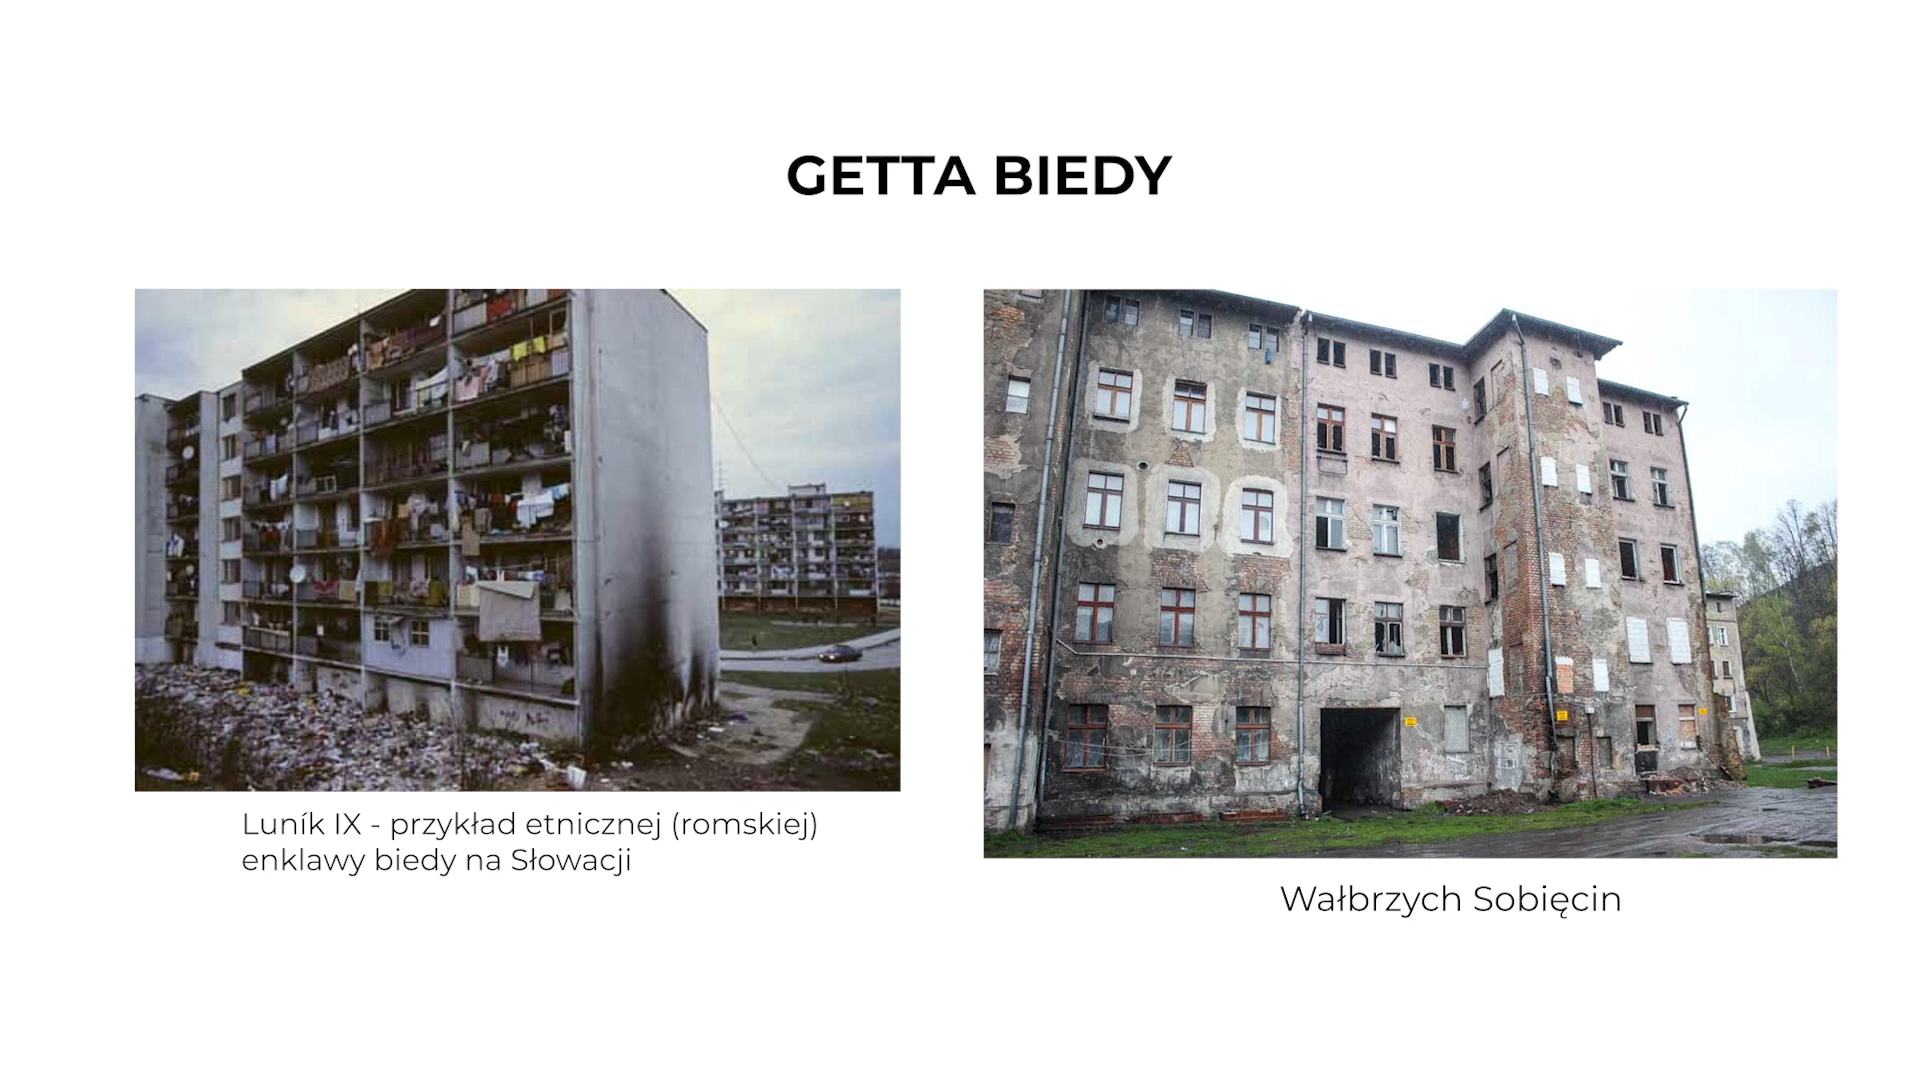 GETTA BIEDY
Luník IX - przykład etnicznej (romskiej)
enklawy biedy na Słowacji
Wałbrzych Sobięcin